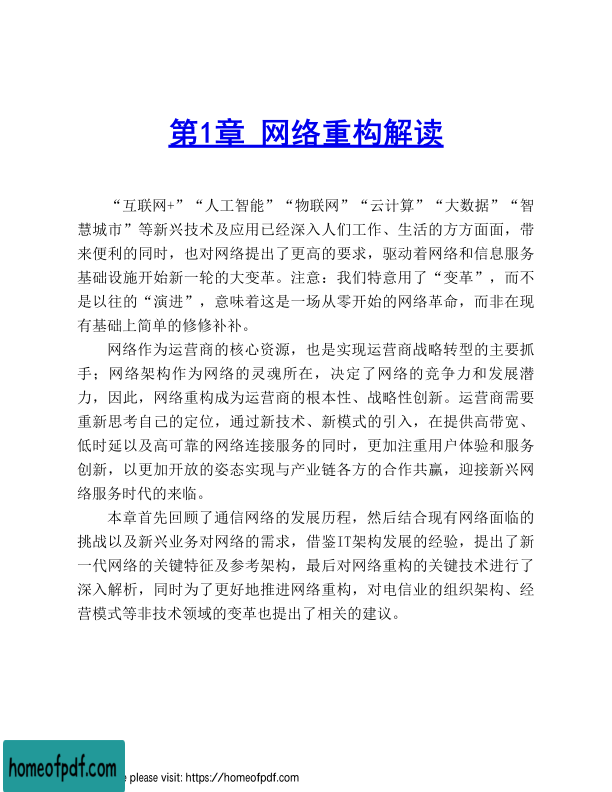 第1章 网络重构解读
“互联网+”“人工智能”“物联网”“云计算”“大数据”“智
慧城市”等新兴技术及应用已经深入人们工作、生活的方方面面，带
来便利的同时，也对网络提出了更高的要求，驱动着网络和信息服务
基础设施开始新一轮的大变革。注意：我们特意用了“变革”，而不
是以往的“演进”，意味着这是一场从零开始的网络革命，而非在现
有基础上简单的修修补补。
网络作为运营商的核心资源，也是实现运营商战略转型的主要抓
手；网络架构作为网络的灵魂所在，决定了网络的竞争力和发展潜
力，因此，网络重构成为运营商的根本性、战略性创新。运营商需要
重新思考自己的定位，通过新技术、新模式的引入，在提供高带宽、
低时延以及高可靠的网络连接服务的同时，更加注重用户体验和服务
创新，以更加开放的姿态实现与产业链各方的合作共赢，迎接新兴网
络服务时代的来临。
本章首先回顾了通信网络的发展历程，然后结合现有网络面临的
挑战以及新兴业务对网络的需求，借鉴IT架构发展的经验，提出了新
一代网络的关键特征及参考架构，最后对网络重构的关键技术进行了
深入解析，同时为了更好地推进网络重构，对电信业的组织架构、经
营模式等非技术领域的变革也提出了相关的建议。
homeofpdf.com
e please visit: https://homeofpdf.com